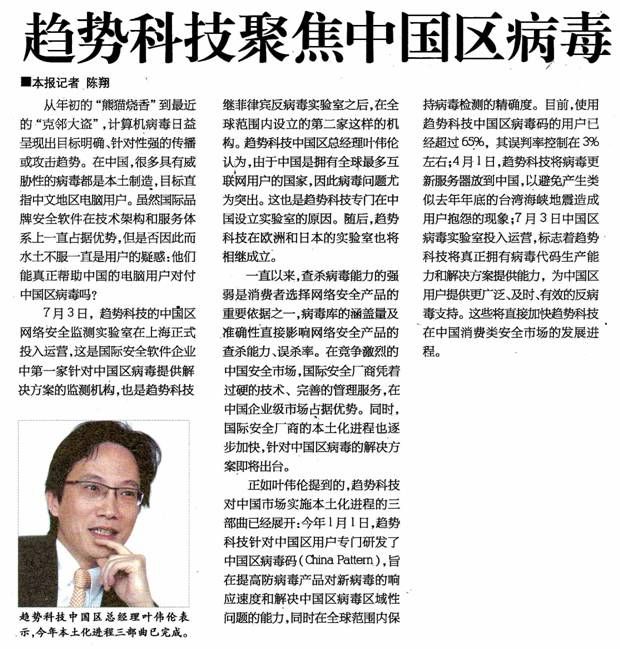 趋势科技聚焦中国区病毒
■本报记者 陈翔
从年初的“熊猫烧香”到最近
的“克邻大盗”，计算机病毒日益
呈现出目标明确、针对性强的传播
或攻击趋势。在中国，很多具有威
胁性的病毒都是本土制造，目标直
指中文地区电脑用户。虽然国际品
牌安全软件在技术架构和服务体
系上一直占据优势，但是否因此而
水土不服一直是用户的疑惑：他们
能真正帮助中国的电脑用户对付
中国区病毒吗？
7月3日，趋势科技的中国区
网络安全监测实验室在上海正式
投入运营，这是国际安全软件企业
中第一家针对中国区病毒提供解
决方案的监测机构，也是趋势科技
趋势科技中国区总经理叶伟伦表
示，今年本土化进程三部曲已完成。
继菲律宾反病毒实验室之后，在全
球范围内设立的第二家这样的机
构。趋势科技中国区总经理叶伟伦
认为，由于中国是拥有全球最多互
联网用户的国家，因此病毒问题尤
为突出。这也是趋势科技专门在中
国设立实验室的原因。随后，趋势
科技在欧洲和日本的实验室也将
相继成立。
一直以来，查杀病毒能力的强
弱是消费者选择网络安全产品的
重要依据之一，病毒库的涵盖量及
准确性直接影响网络安全产品的
查杀能力、误杀率。在竞争激烈的
中国安全市场，国际安全厂商凭着
过硬的技术、完善的管理服务，在
中国企业级市场占据优势。同时，
国际安全厂商的本土化进程也逐
步加快，针对中国区病毒的解决方
案即将出台。
正如叶伟伦提到的，趋势科技
对中国市场实施本土化进程的三
部曲已经展开：今年1月1日，趋势
科技针对中国区用户专门研发了
中国区病毒码（China Pattern），旨
在提高防病毒产品对新病毒的响
应速度和解决中国区病毒区域性
问题的能力，同时在全球范围内保
持病毒检测的精确度。目前，使用
趋势科技中国区病毒码的用户已
经超过65%，其误判率控制在3%
左右；4月1日，趋势科技将病毒更
新服务器放到中国，以避免产生类
似去年年底的台湾海峡地震造成
用户抱怨的现象；7月3日中国区
病毒实验室投入运营，标志着趋势
科技将真正拥有病毒代码生产能
力和解决方案提供能力，为中国区
用户提供更广泛、及时、有效的反病
毒支持。这些将直接加快趋势科技
在中国消费类安全市场的发展进
程。